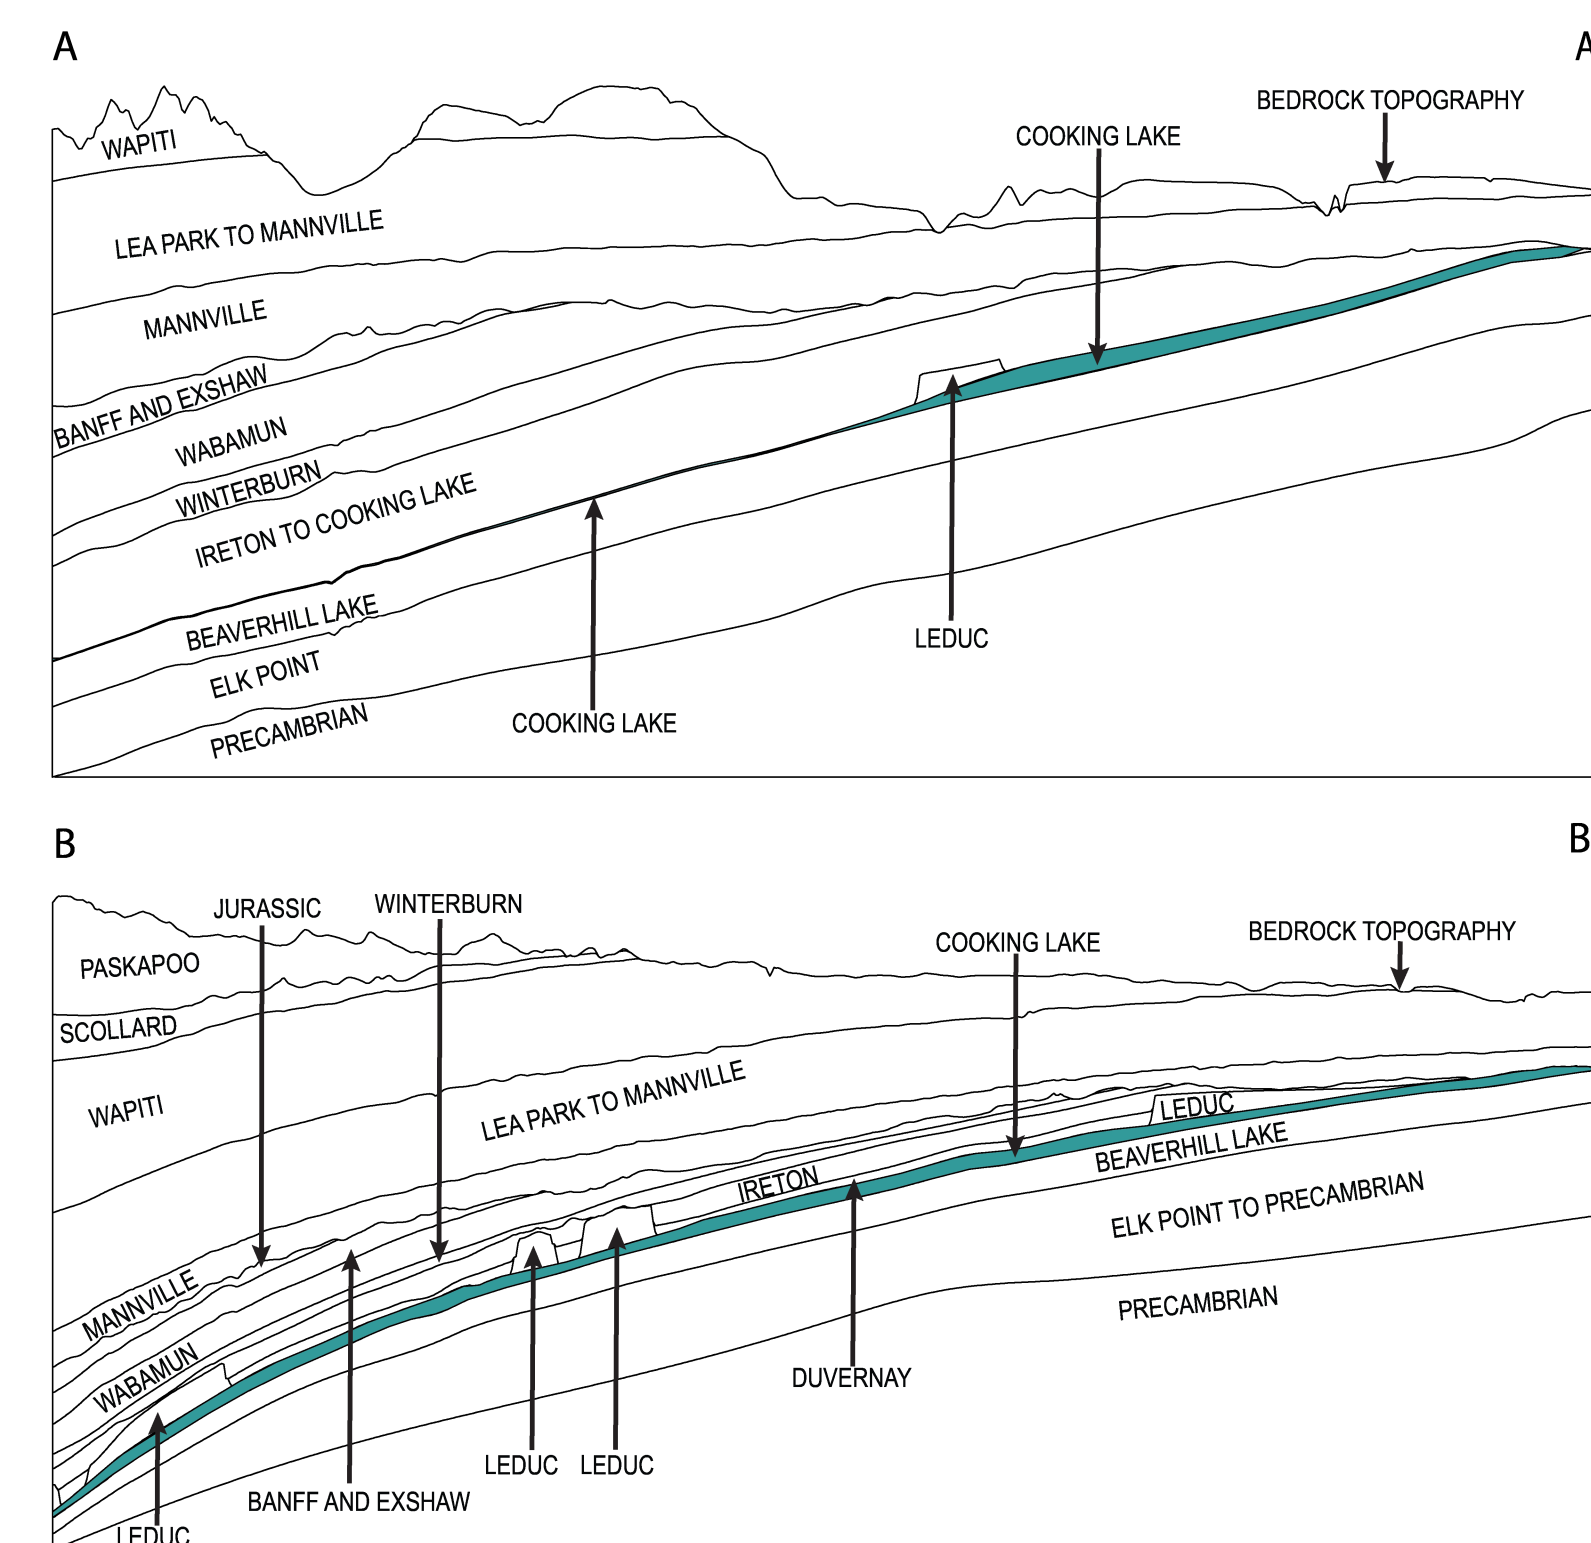 A
A
BEDROCK TOPOGRAPHY
COOKING LAKE
WAPITI
LEA PARK TO MANNVILLE
MANNVILLE
BANFF AND EXSHAW
WABAMUN
WINTERBURN
IRETON TO COOKING LAKE
BEAVERHILL LAKE
LEDUC
ELK POINT
COOKING LAKE
PRECAMBRIAN
B
B
JURASSIC
WINTERBURN
BEDROCK TOPOGRAPHY
COOKING LAKE
PASKAPOO
SCOLLARD
WAPITI
LEA PARK TO MANNVILLE
LEDUC
BEAVERHILL LAKE
IRETON
ELK POINT TO PRECAMBRIAN
MANNVILLE
PRECAMBRIAN
WABAMUN
DUVERNAY
LEDUC
LEDUC
BANFF AND EXSHAW
LEDUC